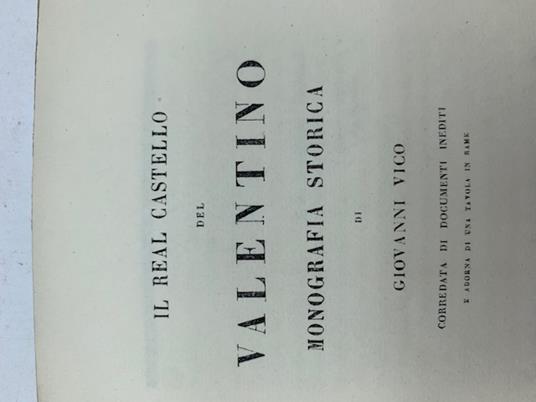 IL REAL CASTELLO
DEL
VALENTINO
MONOGRAFIA STORICA
DI
GIOVANNI VICO
CORREDATA DI DOCUMENTI INEDITI
E ADORNA DI UNA TAVOLA IN RAME